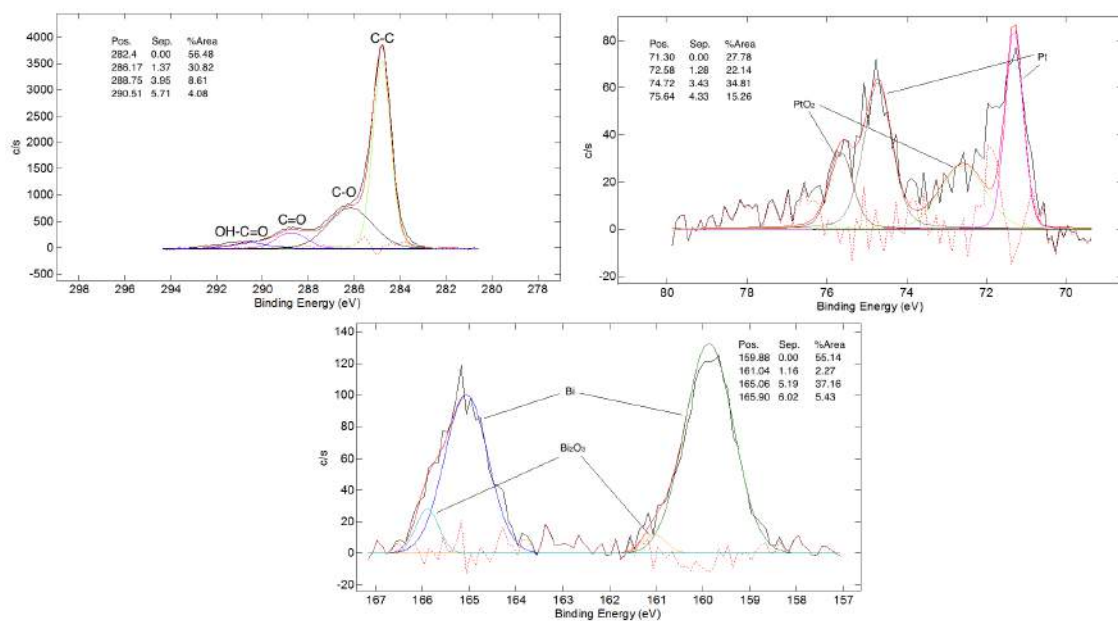 Pos. Sep. %Area
282.4 0.00 56.48
286.17 1.37 30.82
288.75 3.95 8.61
290.51 5.71 4.08
C-C
C-O
C=O
OH-C=O
4000
3500
3000
2500
2000
1500
1000
500
0
-500
c/s
298 296 294 292 290 288 286 284 282 280 278
Binding Energy (eV)
Pos. Sep. %Area
71.30 0.00 27.78
72.58 1.28 22.14
74.72 3.43 34.81
75.64 4.33 15.26
Pt
PtO₂
80
60
40
20
0
-20
c/s
80 78 76 74 72 70
Binding Energy (eV)
Pos. Sep. %Area
159.88 0.00 55.14
161.04 1.16 2.27
165.06 5.19 37.16
165.90 6.02 5.43
Bi
Bi₂O₃
140
120
100
80
60
40
20
0
-20
c/s
167 166 165 164 163 162 161 160 159 158 157
Binding Energy (eV)